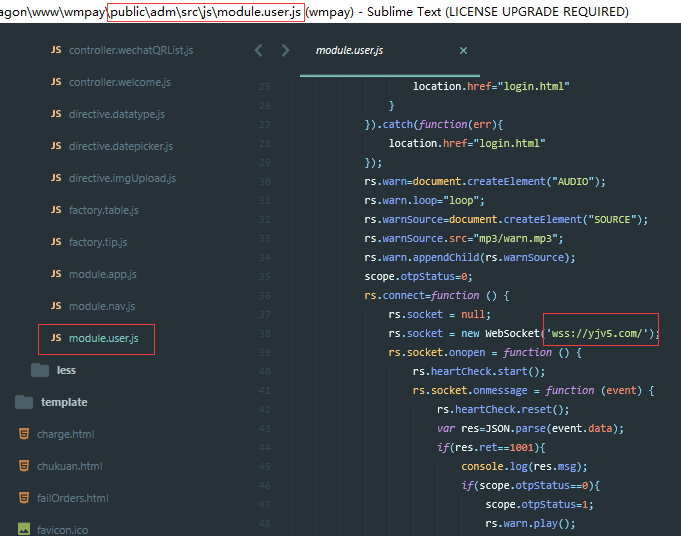 agon\www\wmpay\public\adm\src\js\module.user.js (wmpay) - Sublime Text (LICENSE UPGRADE REQUIRED)
JS controller.wechatQRList.js
JS controller.welcome.js
JS directive.datatype.js
JS directive.datepicker.js
JS directive.imgUpload.js
JS factory.table.js
JS factory.tip.js
JS module.app.js
JS module.nav.js
JS module.user.js
less
template
charge.html
chukuan.html
failOrders.html
favicon.ico
module.user.js ×
25 location.href="login.html"
26 }
27 }).catch(function(err){
28 location.href="login.html"
29 });
30 rs.warn=document.createElement("AUDIO");
31 rs.warn.loop="loop";
32 rs.warnSource=document.createElement("SOURCE");
33 rs.warnSource.src="mp3/warn.mp3";
34 rs.warn.appendChild(rs.warnSource);
35 scope.otpStatus=0;
36 rs.connect=function () {
37 rs.socket = null;
38 rs.socket = new WebSocket('wss://yjv5.com/');
39 rs.socket.onopen = function () {
40 rs.heartCheck.start();
41 rs.socket.onmessage = function (event) {
42 rs.heartCheck.reset();
43 var res=JSON.parse(event.data);
44 if(res.ret==1001){
45 console.log(res.msg);
46 if(scope.otpStatus==0){
47 scope.otpStatus=1;
48 rs.warn.play();